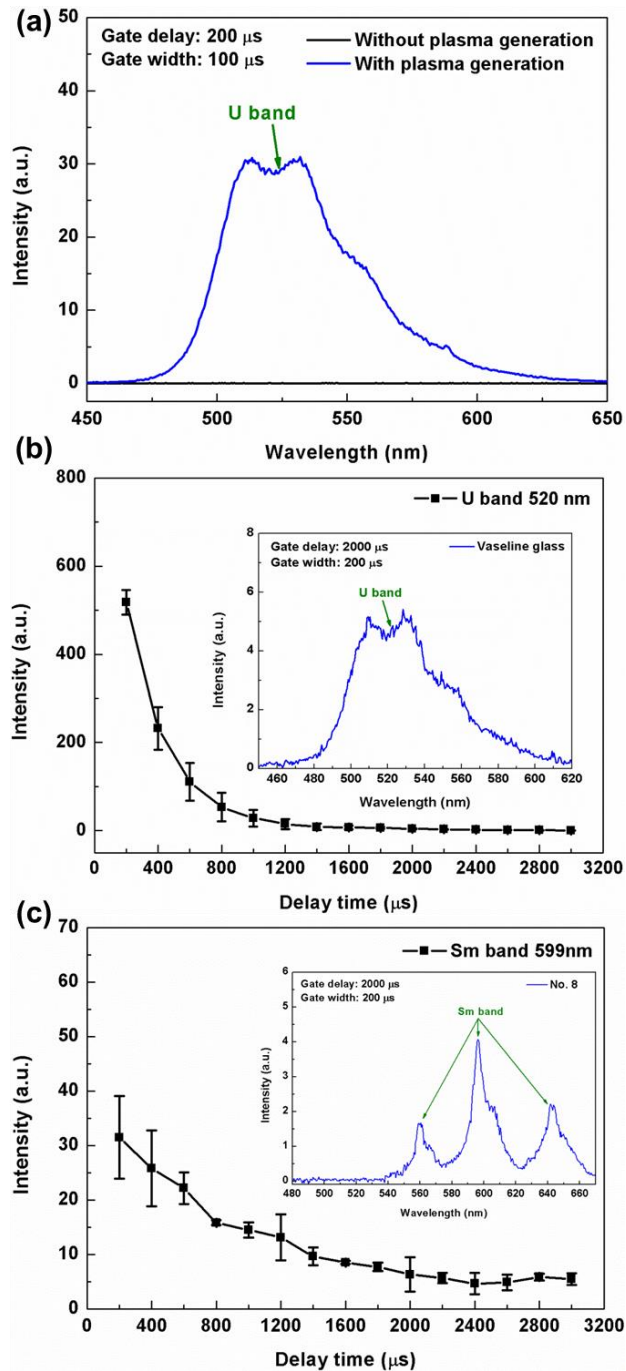 (a)
50
40
30
20
10
0
Intensity (a.u.)
Gate delay: 200 μs
Gate width: 100 μs
Without plasma generation
With plasma generation
U band
450 500 550 600 650
Wavelength (nm)
(b)
800
600
400
200
0
Intensity (a.u.)
U band 520 nm
8
6
4
2
0
Intensity (a.u.)
Gate delay: 2000 μs
Gate width: 200 μs
Vaseline glass
U band
460 480 500 520 540 560 580 600 620
Wavelength (nm)
0 400 800 1200 1600 2000 2400 2800 3200
Delay time (μs)
(c)
70
60
50
40
30
20
10
0
Intensity (a.u.)
Sm band 599nm
6
5
4
3
2
1
0
Intensity (a.u.)
Gate delay: 2000 μs
Gate width: 200 μs
No. 8
Sm band
480 500 520 540 560 580 600 620 640 660
Wavelength (nm)
0 400 800 1200 1600 2000 2400 2800 3200
Delay time (μs)